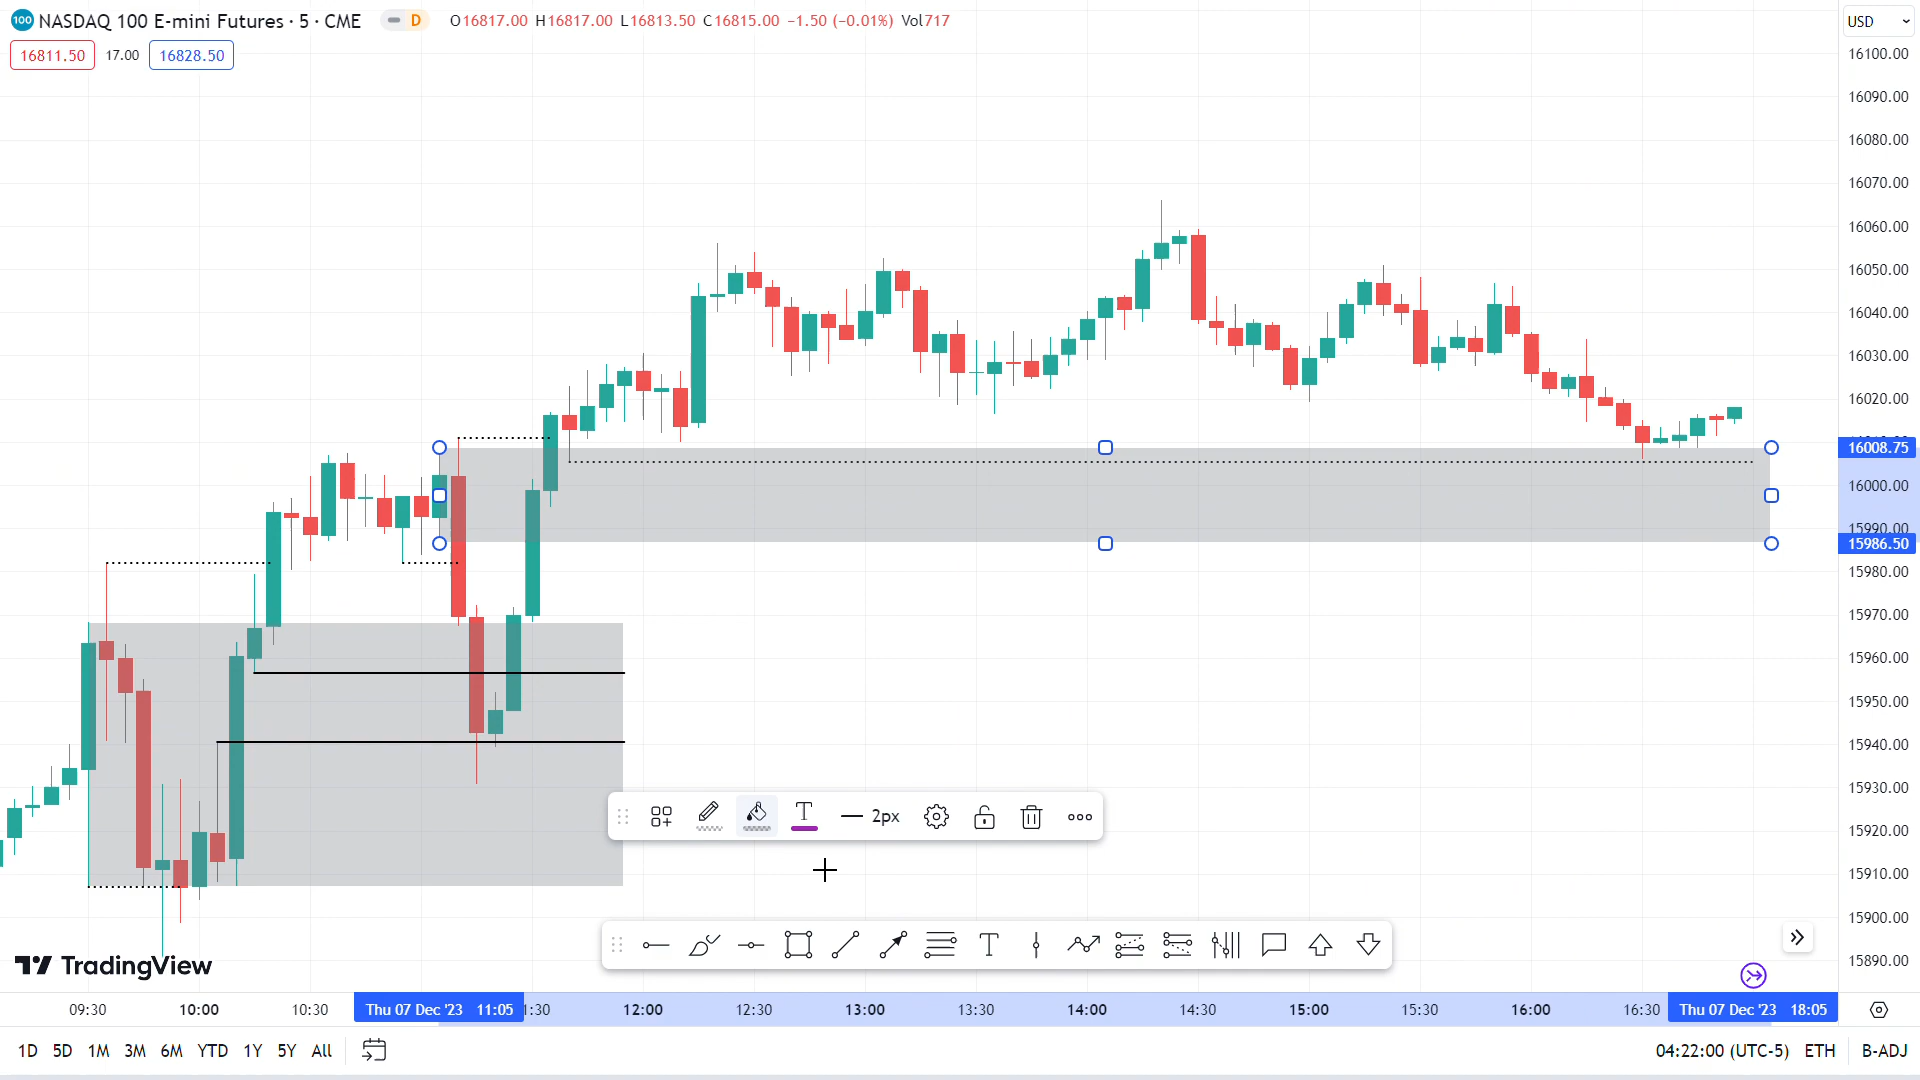 100 NASDAQ 100 E-mini Futures · 5 · CME D O16817.00 H16817.00 L16813.50 C16815.00 −1.50 (−0.01%) Vol717
USD
16811.50 17.00 16828.50
16100.00
16090.00
16080.00
16070.00
16060.00
16050.00
16040.00
16030.00
16020.00
16008.75
16000.00
15990.00
15986.50
15980.00
15970.00
15960.00
15950.00
15940.00
15930.00
15920.00
15910.00
15900.00
15890.00
T 2px
T
TradingView
09:30 10:00 10:30 Thu 07 Dec '23 11:05 :30 12:00 12:30 13:00 13:30 14:00 14:30 15:00 15:30 16:00 16:30 Thu 07 Dec '23 18:05
1D 5D 1M 3M 6M YTD 1Y 5Y All 04:22:00 (UTC-5) ETH B-ADJ